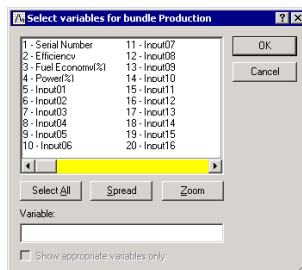 Select variables for bundle Production
1 - Serial Number
2 - Efficiency
3 - Fuel Economy(%)
4 - Power(%)
5 - Input01
6 - Input02
7 - Input03
8 - Input04
9 - Input05
10 - Input06
11 - Input07
12 - Input08
13 - Input09
14 - Input10
15 - Input11
16 - Input12
17 - Input13
18 - Input14
19 - Input15
20 - Input16
OK
Cancel
Select All
Spread
Zoom
Variable:
Show appropriate variables only